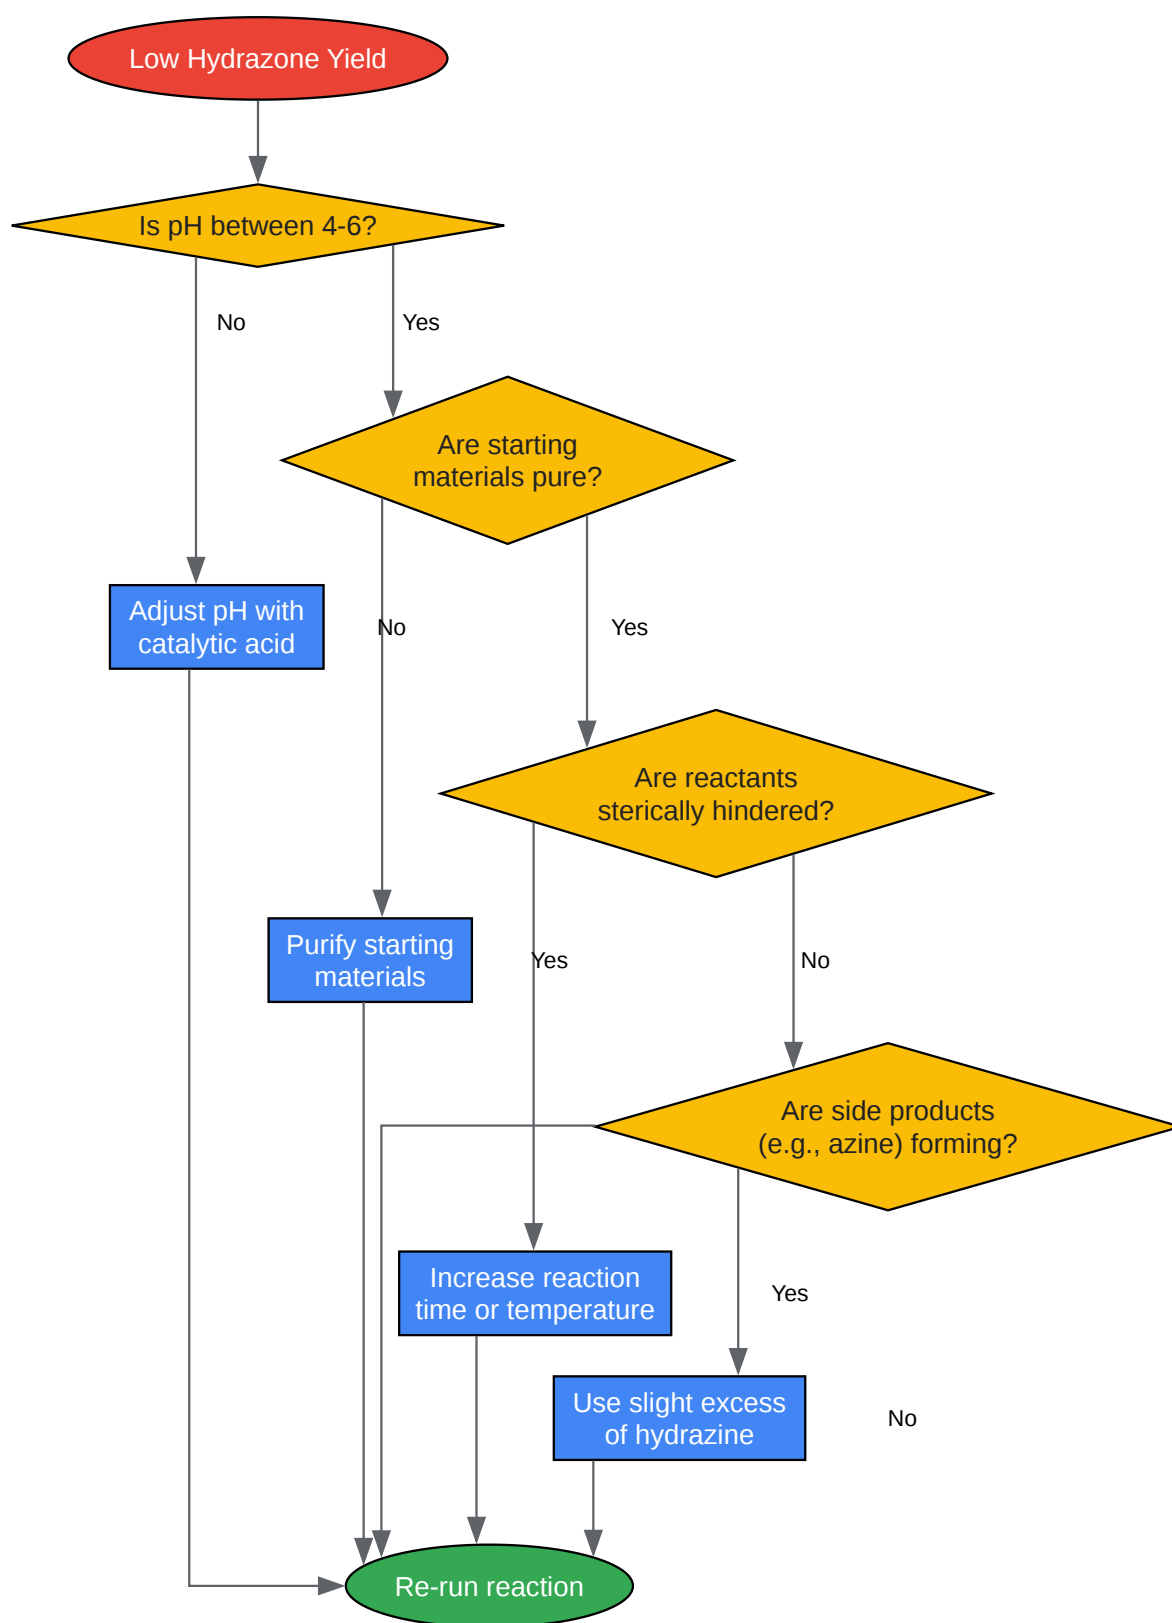 Low Hydrazone Yield
Is pH between 4-6?
No
Yes
Are starting
materials pure?
Adjust pH with
catalytic acid
No
Yes
Are reactants
sterically hindered?
Purify starting
materials
Yes
No
Are side products
(e.g., azine) forming?
Increase reaction
time or temperature
Yes
Use slight excess
of hydrazine
No
Re-run reaction